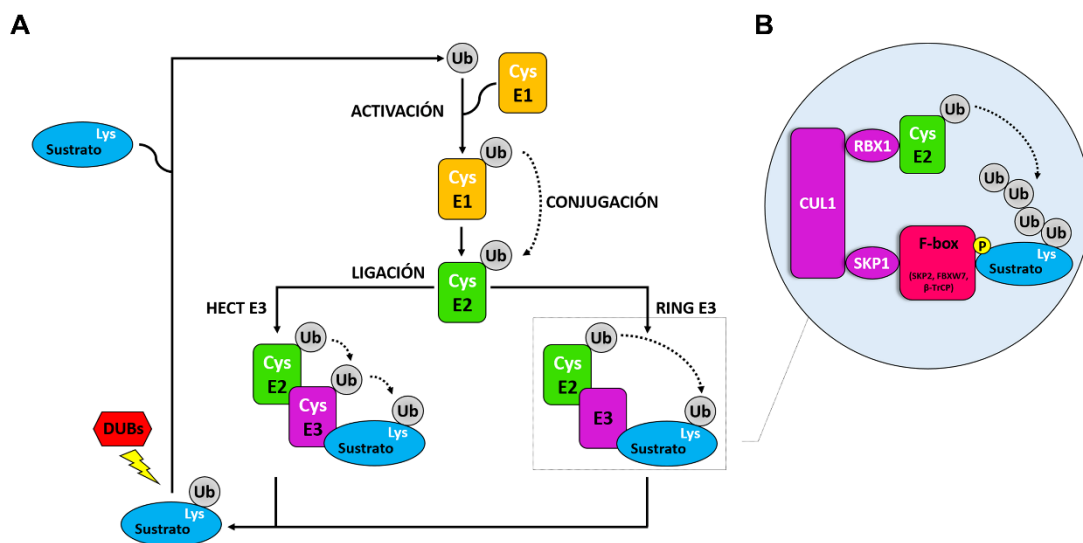 A
Ub
Cys
E1
ACTIVACIÓN
Lys
Sustrato
Ub
Cys
E1
CONJUGACIÓN
Ub
LIGACIÓN
Cys
E2
HECT E3
RING E3
Ub
Cys
E2
Ub
Cys
E3
Ub
Lys
Sustrato
Ub
Cys
E2
E3
Ub
Lys
Sustrato
DUBs
Ub
Lys
Sustrato
B
Ub
Cys
E2
RBX1
CUL1
Ub
Ub
Ub
Ub
SKP1
F-box
(SKP2, FBXW7,
β-TrCP)
P
Lys
Sustrato